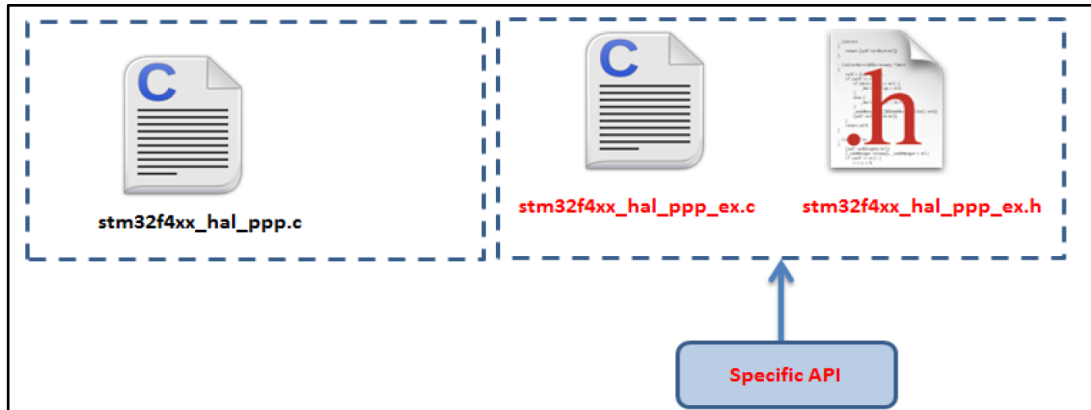 C
stm32f4xx_hal_ppp.c
C
.h
stm32f4xx_hal_ppp_ex.c
stm32f4xx_hal_ppp_ex.h
Specific API